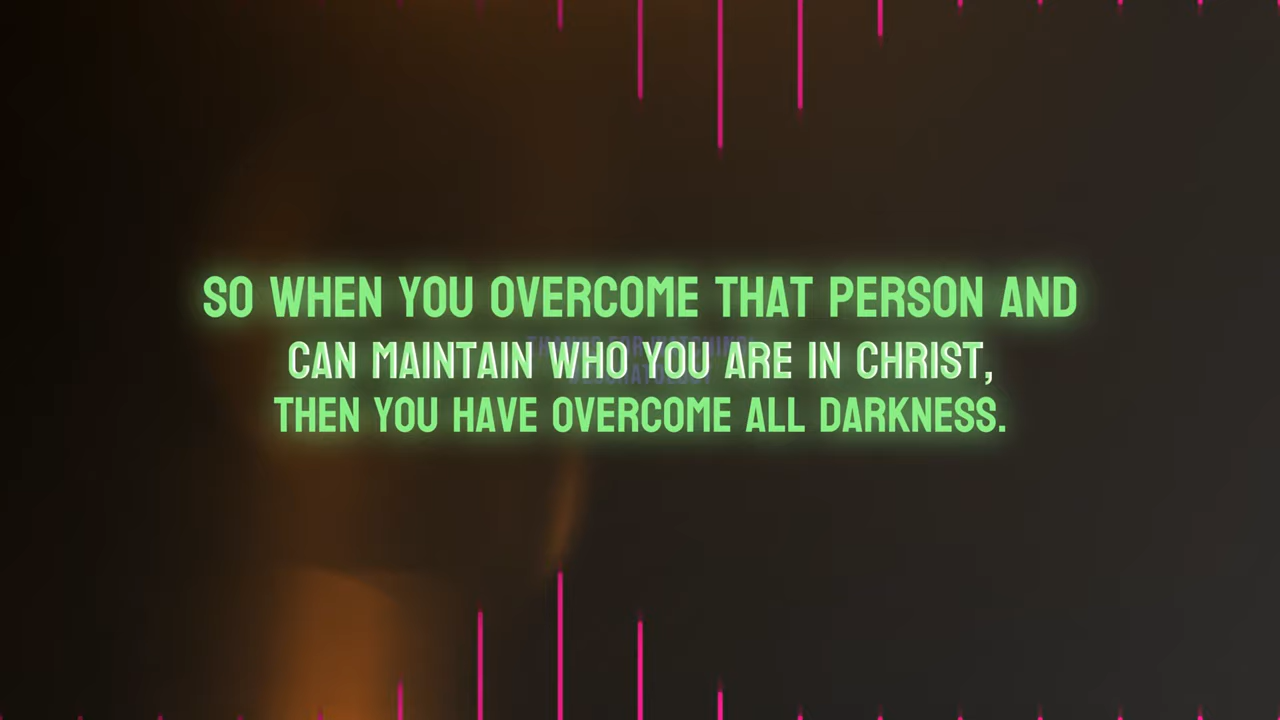 SO WHEN YOU OVERCOME THAT PERSON AND
CAN MAINTAIN WHO YOU ARE IN CHRIST,
THEN YOU HAVE OVERCOME ALL DARKNESS.